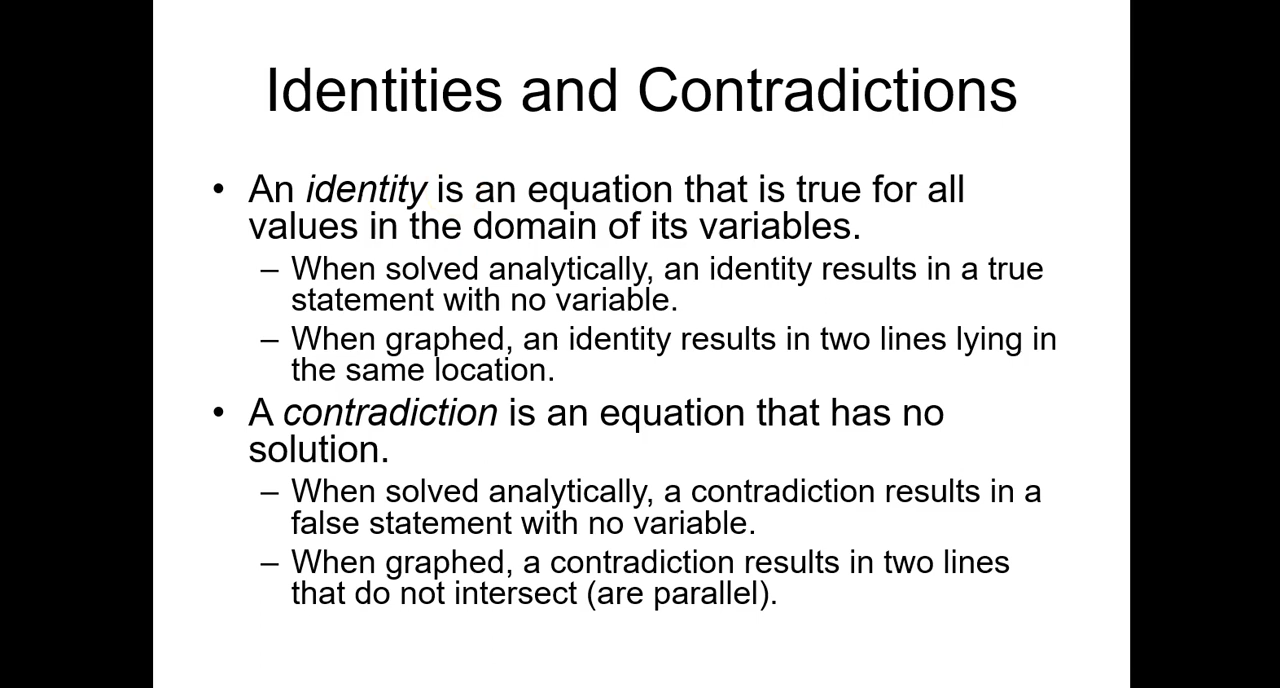 Identities and Contradictions
• An identity is an equation that is true for all
values in the domain of its variables.
– When solved analytically, an identity results in a true
statement with no variable.
– When graphed, an identity results in two lines lying in
the same location.
• A contradiction is an equation that has no
solution.
– When solved analytically, a contradiction results in a
false statement with no variable.
– When graphed, a contradiction results in two lines
that do not intersect (are parallel).